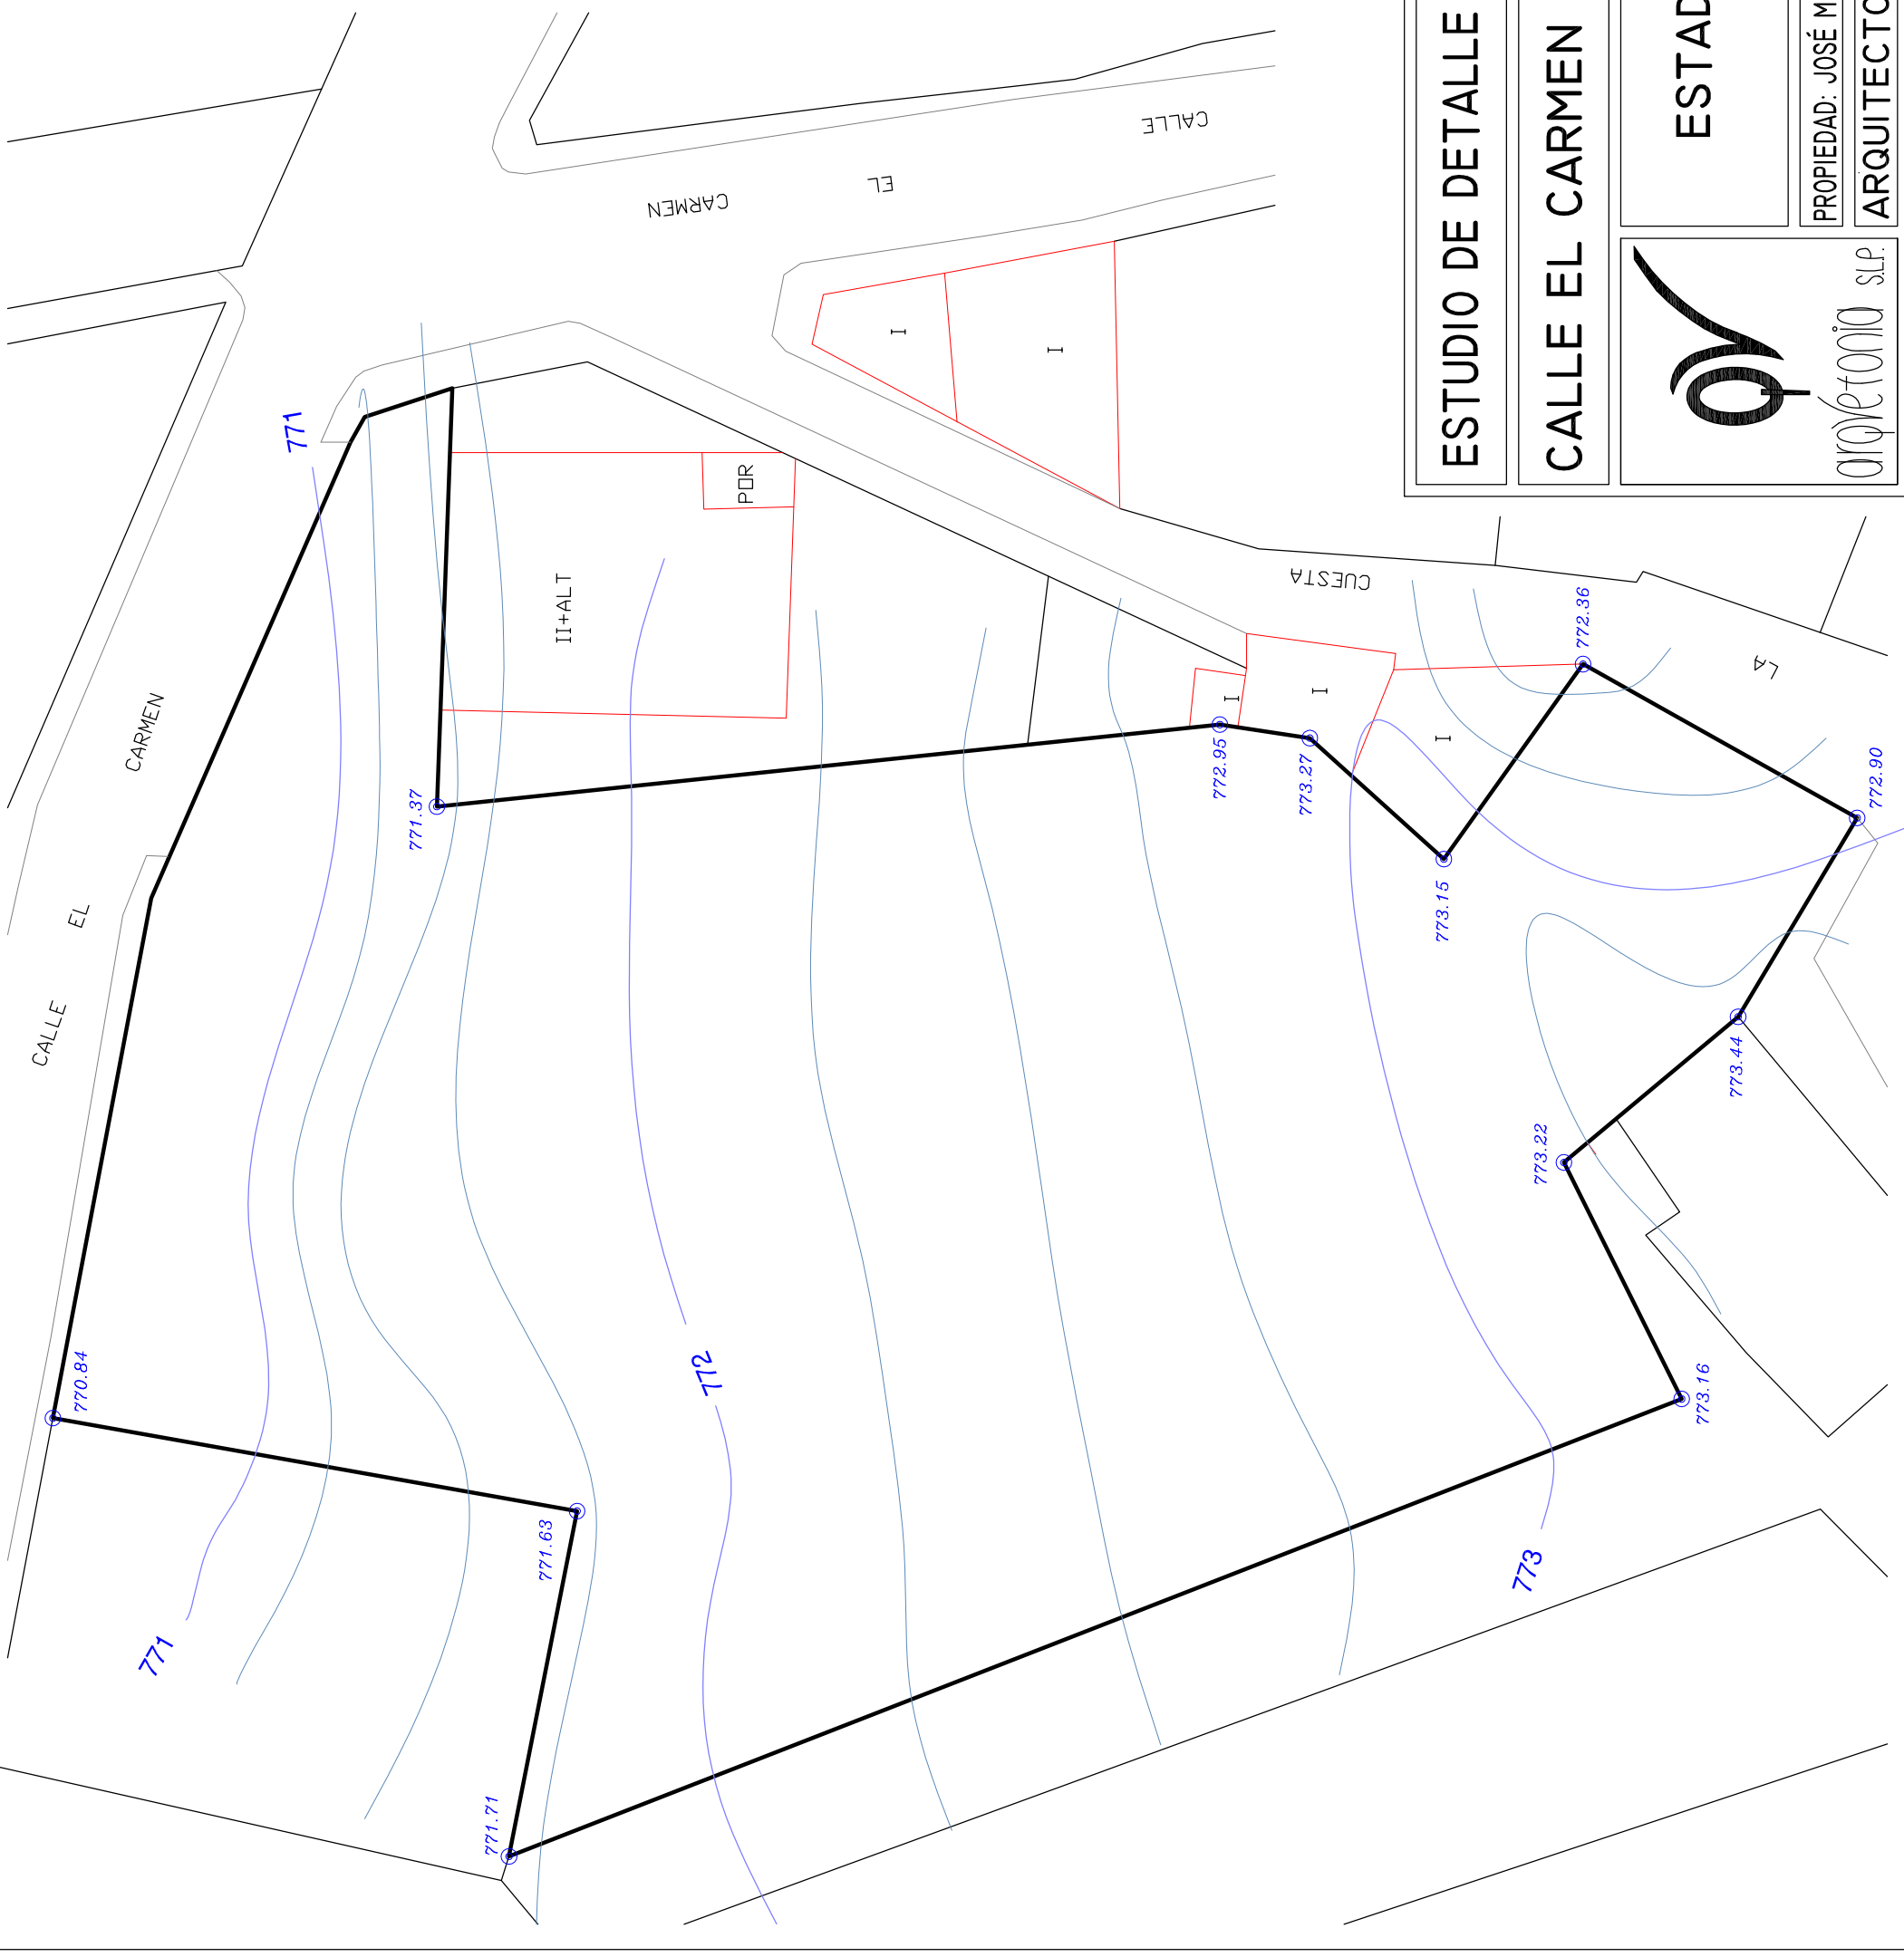 ESTUDIO DE DETALLE
CALLE EL CARMEN
ESTAD
PROPIEDAD: JOSÉ M
ARQUITECTO
S.L.P.
CALLE
EL
CARMEN
CALLE
EL
CARMEN
CUESTA
LA
I
I
POR
II+ALT
I
I
I
771
771
772
773
772.36
772.90
772.95
773.27
771.37
773.15
773.44
773.22
773.16
770.84
771.63
771.71